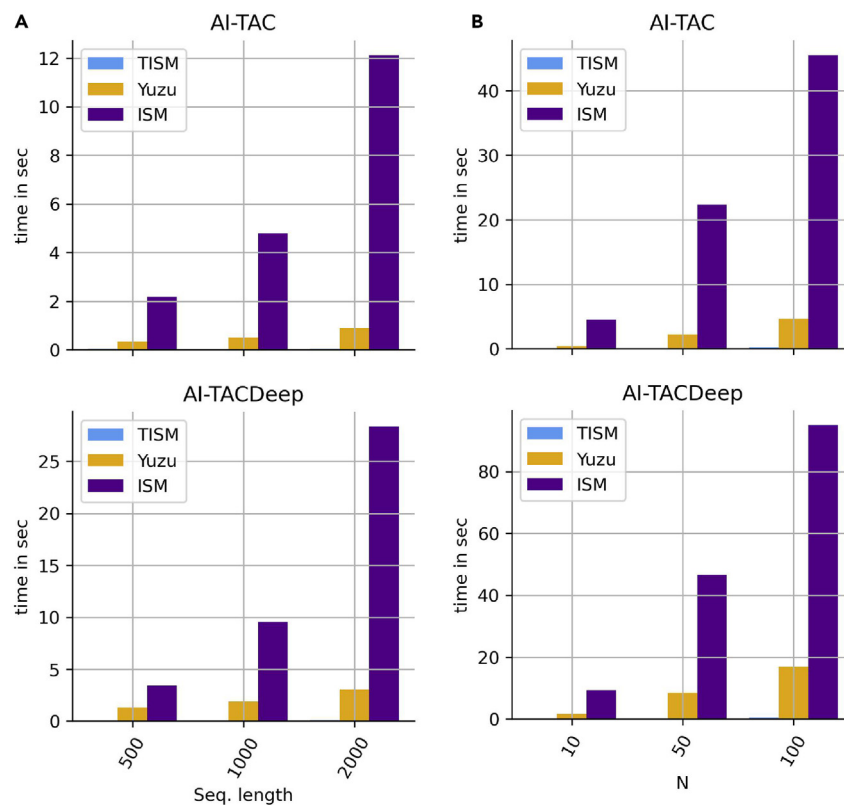 A
AI-TAC
TISM
Yuzu
ISM
time in sec
12
10
8
6
4
2
0
B
AI-TAC
TISM
Yuzu
ISM
time in sec
40
30
20
10
0
AI-TACDeep
TISM
Yuzu
ISM
time in sec
25
20
15
10
5
0
500
1000
2000
Seq. length
AI-TACDeep
TISM
Yuzu
ISM
time in sec
80
60
40
20
0
10
50
100
N